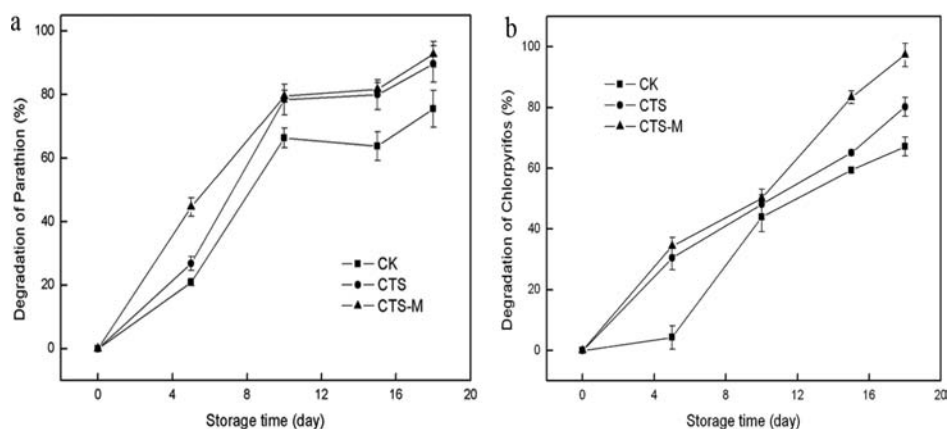 a
Degradation of Parathion (%)
100
80
60
40
20
0
CK
CTS
CTS-M
0 4 8 12 16 20
Storage time (day)
b
Degradation of Chlorpyrifos (%)
100
80
60
40
20
0
CK
CTS
CTS-M
0 4 8 12 16 20
Storage time (day)